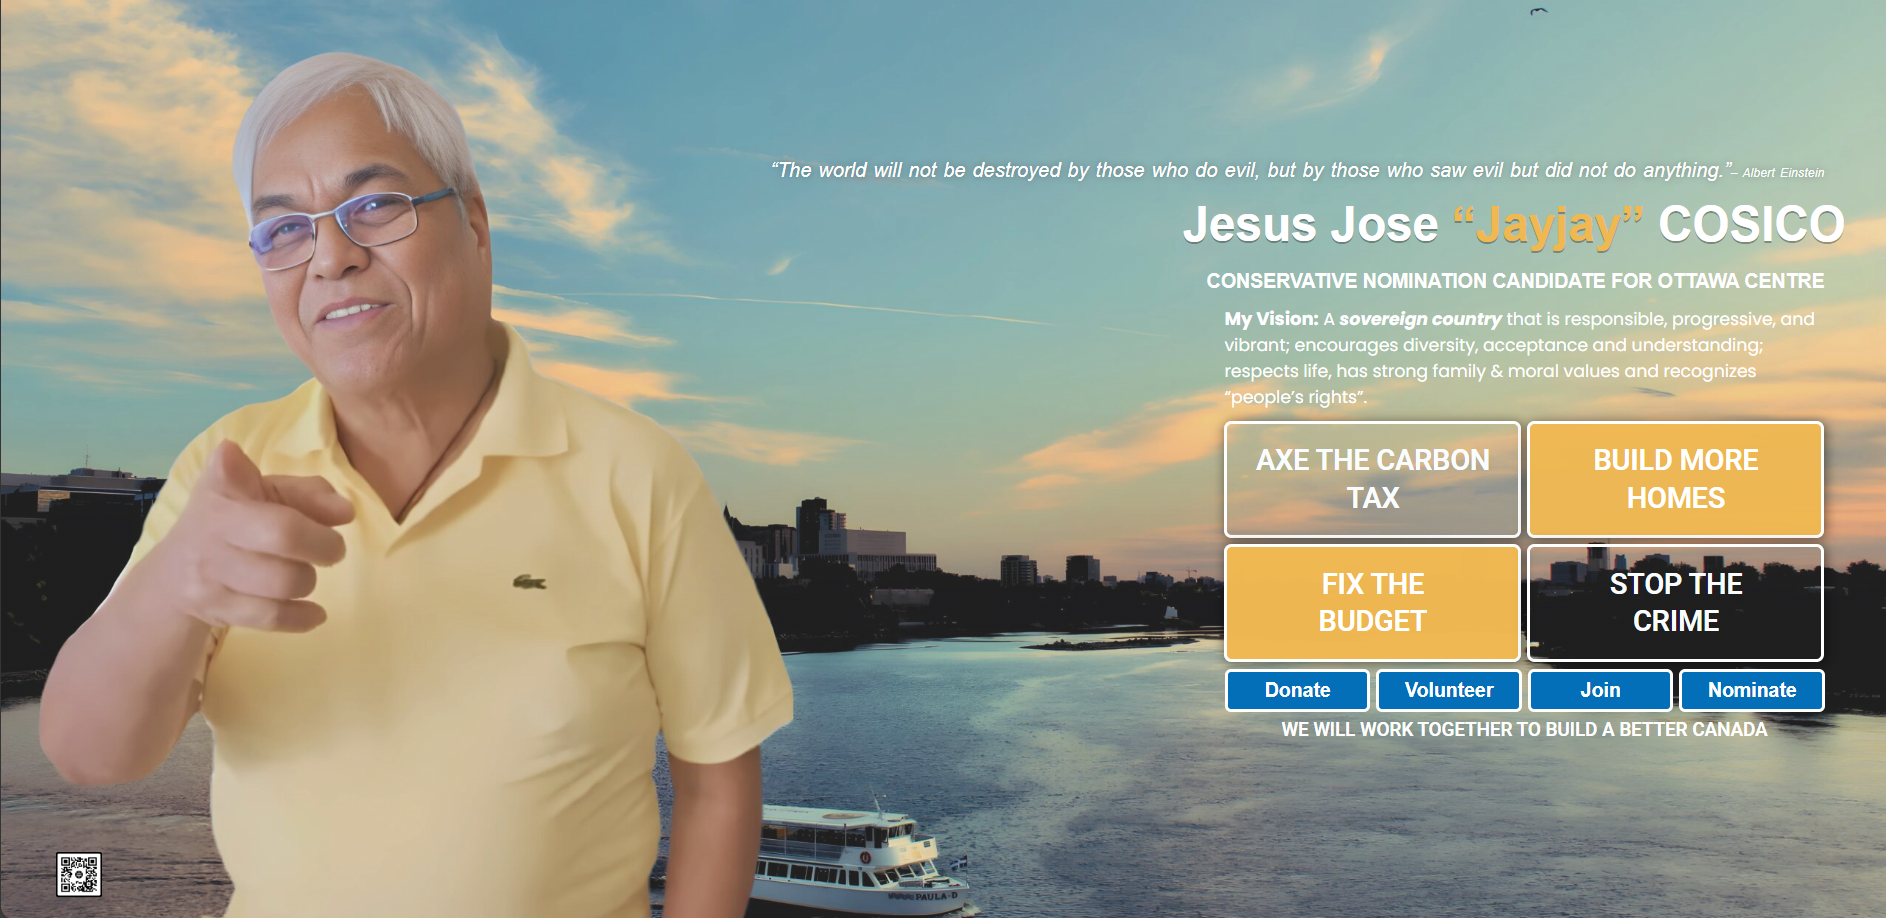 “The world will not be destroyed by those who do evil, but by those who saw evil but did not do anything.” – Albert Einstein
Jesus Jose “Jayjay” COSICO
CONSERVATIVE NOMINATION CANDIDATE FOR OTTAWA CENTRE
My Vision: A sovereign country that is responsible, progressive, and
vibrant; encourages diversity, acceptance and understanding;
respects life, has strong family & moral values and recognizes
“people’s rights”.
AXE THE CARBON
TAX
BUILD MORE
HOMES
FIX THE
BUDGET
STOP THE
CRIME
Donate
Volunteer
Join
Nominate
WE WILL WORK TOGETHER TO BUILD A BETTER CANADA
PAULA-D